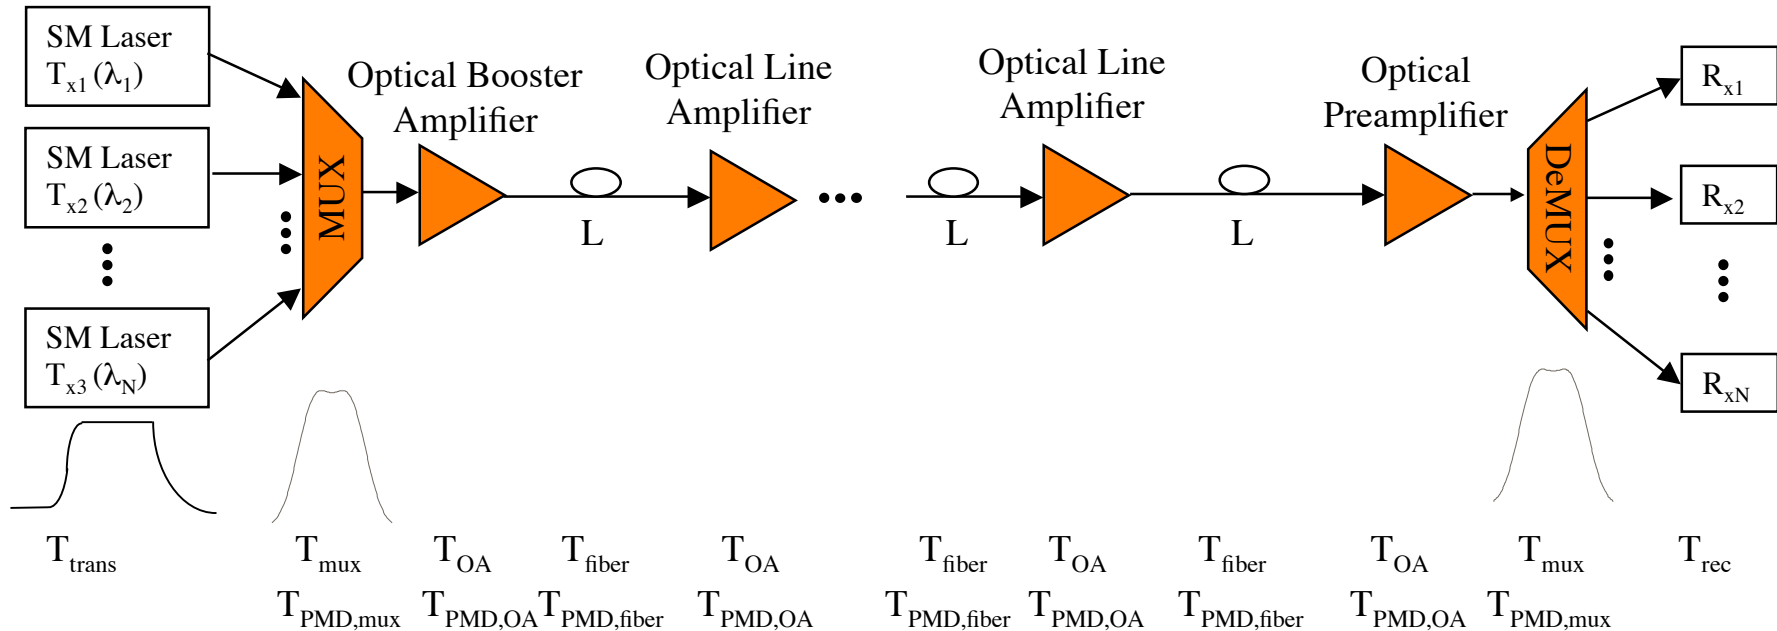 SM Laser
Tx1 (λ1)
SM Laser
Tx2 (λ2)
SM Laser
Tx3 (λN)
MUX
Optical Booster
Amplifier
L
Optical Line
Amplifier
L
Optical Line
Amplifier
L
Optical
Preamplifier
DeMUX
Rx1
Rx2
RxN
Ttrans Tmux TOA Tfiber TOA Tfiber TOA Tfiber TOA Tmux Trec
TPMD,mux TPMD,OA TPMD,fiber TPMD,OA TPMD,fiber TPMD,OA TPMD,fiber TPMD,OA TPMD,mux